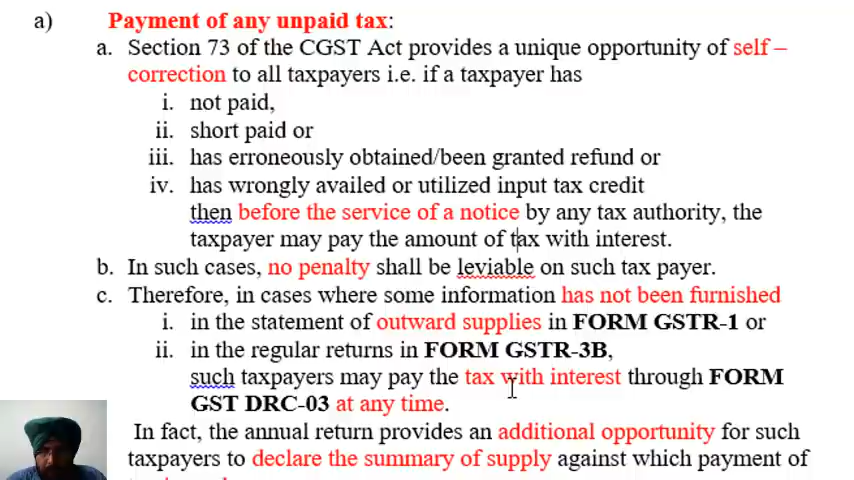 a) Payment of any unpaid tax:
a. Section 73 of the CGST Act provides a unique opportunity of self –
correction to all taxpayers i.e. if a taxpayer has
i. not paid,
ii. short paid or
iii. has erroneously obtained/been granted refund or
iv. has wrongly availed or utilized input tax credit
then before the service of a notice by any tax authority, the
taxpayer may pay the amount of tax with interest.
b. In such cases, no penalty shall be leviable on such tax payer.
c. Therefore, in cases where some information has not been furnished
i. in the statement of outward supplies in FORM GSTR-1 or
ii. in the regular returns in FORM GSTR-3B,
such taxpayers may pay the tax with interest through FORM
GST DRC-03 at any time.
In fact, the annual return provides an additional opportunity for such
taxpayers to declare the summary of supply against which payment of